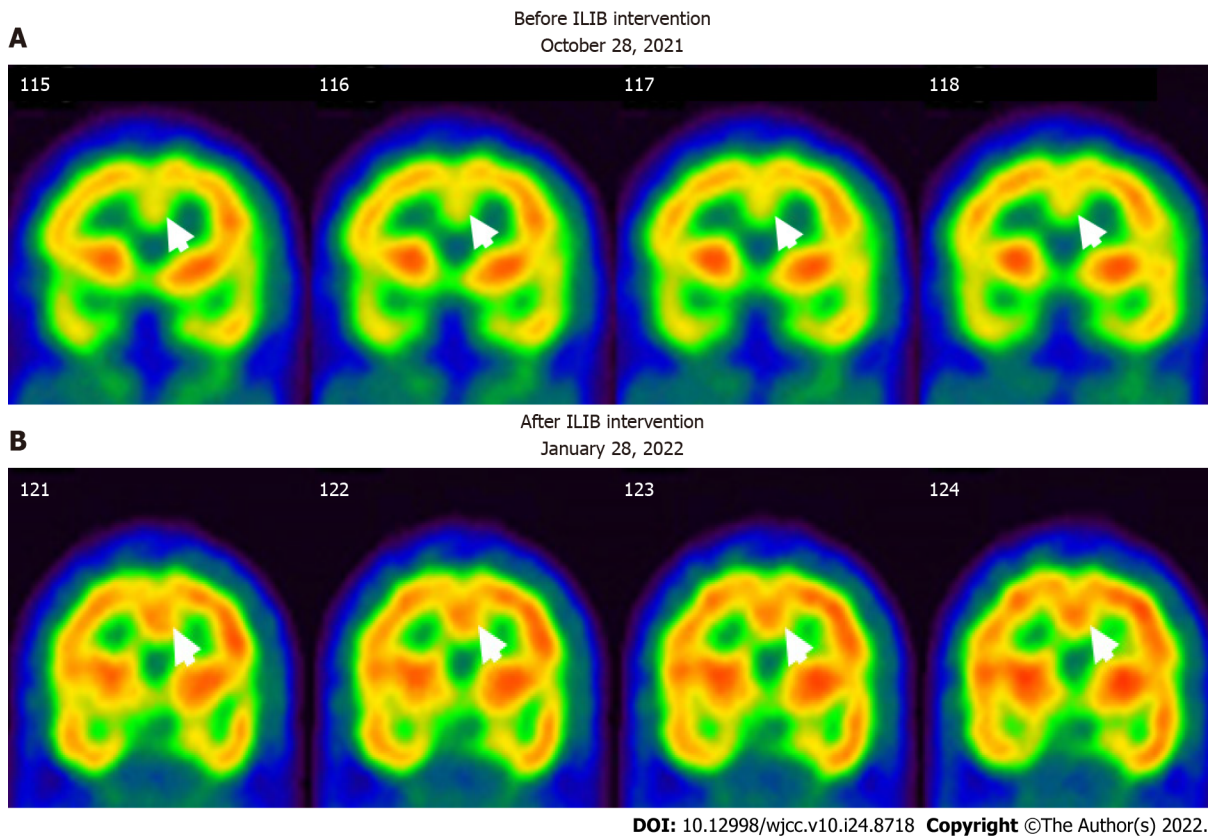 A
Before ILIB intervention
October 28, 2021
115 116 117 118
B
After ILIB intervention
January 28, 2022
121 122 123 124
DOI: 10.12998/wjcc.v10.i24.8718 Copyright ©The Author(s) 2022.